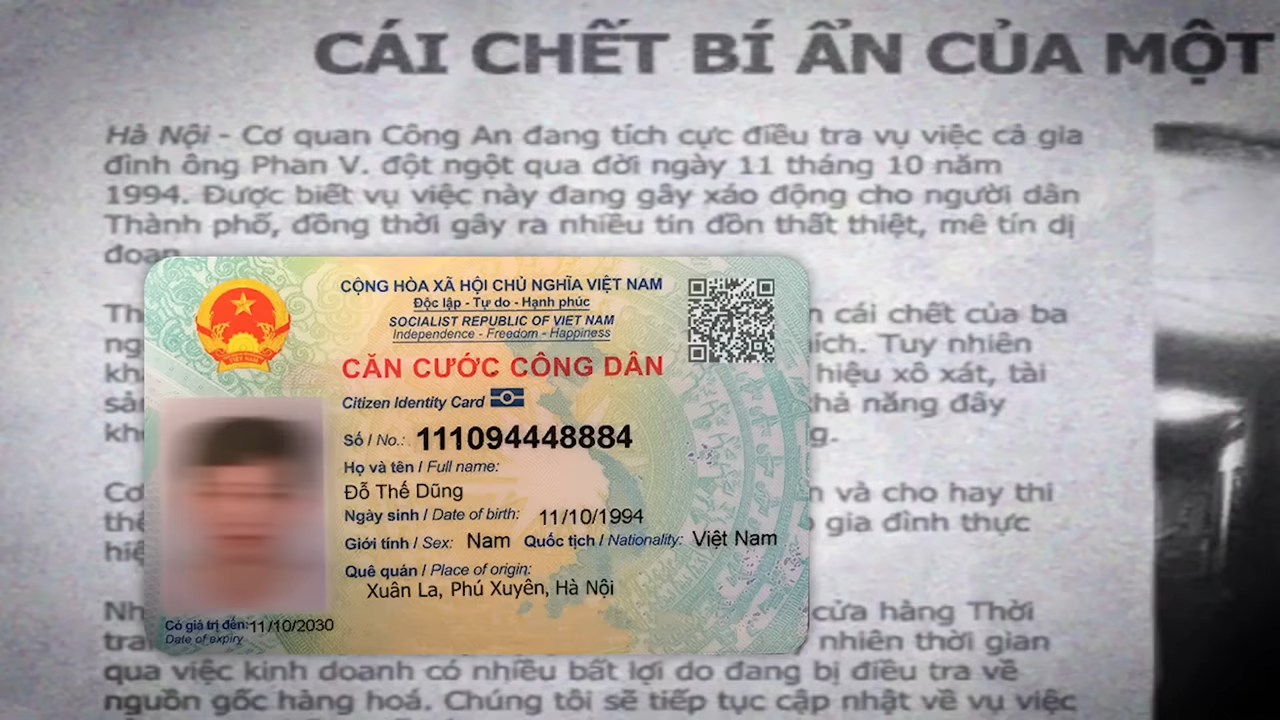 CÁI CHẾT BÍ ẨN CỦA MỘT
Hà Nội - Cơ quan Công An đang tích cực điều tra vụ việc cả gia
đình ông Phan V. đột ngột qua đời ngày 11 tháng 10 năm
1994. Được biết vụ việc này đang gây xáo động cho người dân
Thành phố, đồng thời gây ra nhiều tin đồn thất thiệt, mê tín dị
đoan
cái chết của ba
Tuy nhiên
hiệu xô xát, tài
năng đây
và cho hay thi
gia đình thực
cửa hàng Thời
nhiên thời gian
qua việc kinh doanh có nhiều bất lợi do đang bị điều tra về
nguồn gốc hàng hoá. Chúng tôi sẽ tiếp tục cập nhật về vụ việc
CỘNG HÒA XÃ HỘI CHỦ NGHĨA VIỆT NAM
Độc lập - Tự do - Hạnh phúc
SOCIALIST REPUBLIC OF VIET NAM
Independence - Freedom - Happiness
CĂN CƯỚC CÔNG DÂN
Citizen Identity Card
Số / No.: 111094448884
Họ và tên / Full name:
Đỗ Thế Dũng
Ngày sinh / Date of birth: 11/10/1994
Giới tính / Sex: Nam Quốc tịch / Nationality: Việt Nam
Quê quán / Place of origin:
Xuân La, Phú Xuyên, Hà Nội
Có giá trị đến: 11/10/2030
Date of expiry